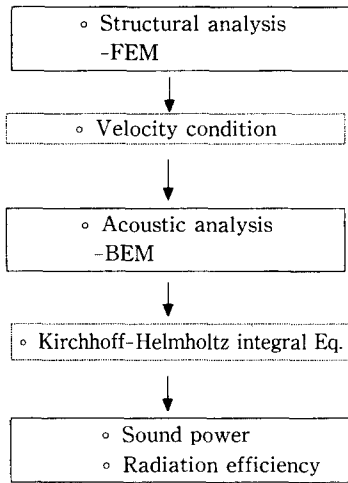 ∘ Structural analysis
-FEM
∘ Velocity condition
∘ Acoustic analysis
-BEM
∘ Kirchhoff-Helmholtz integral Eq.
∘ Sound power
∘ Radiation efficiency